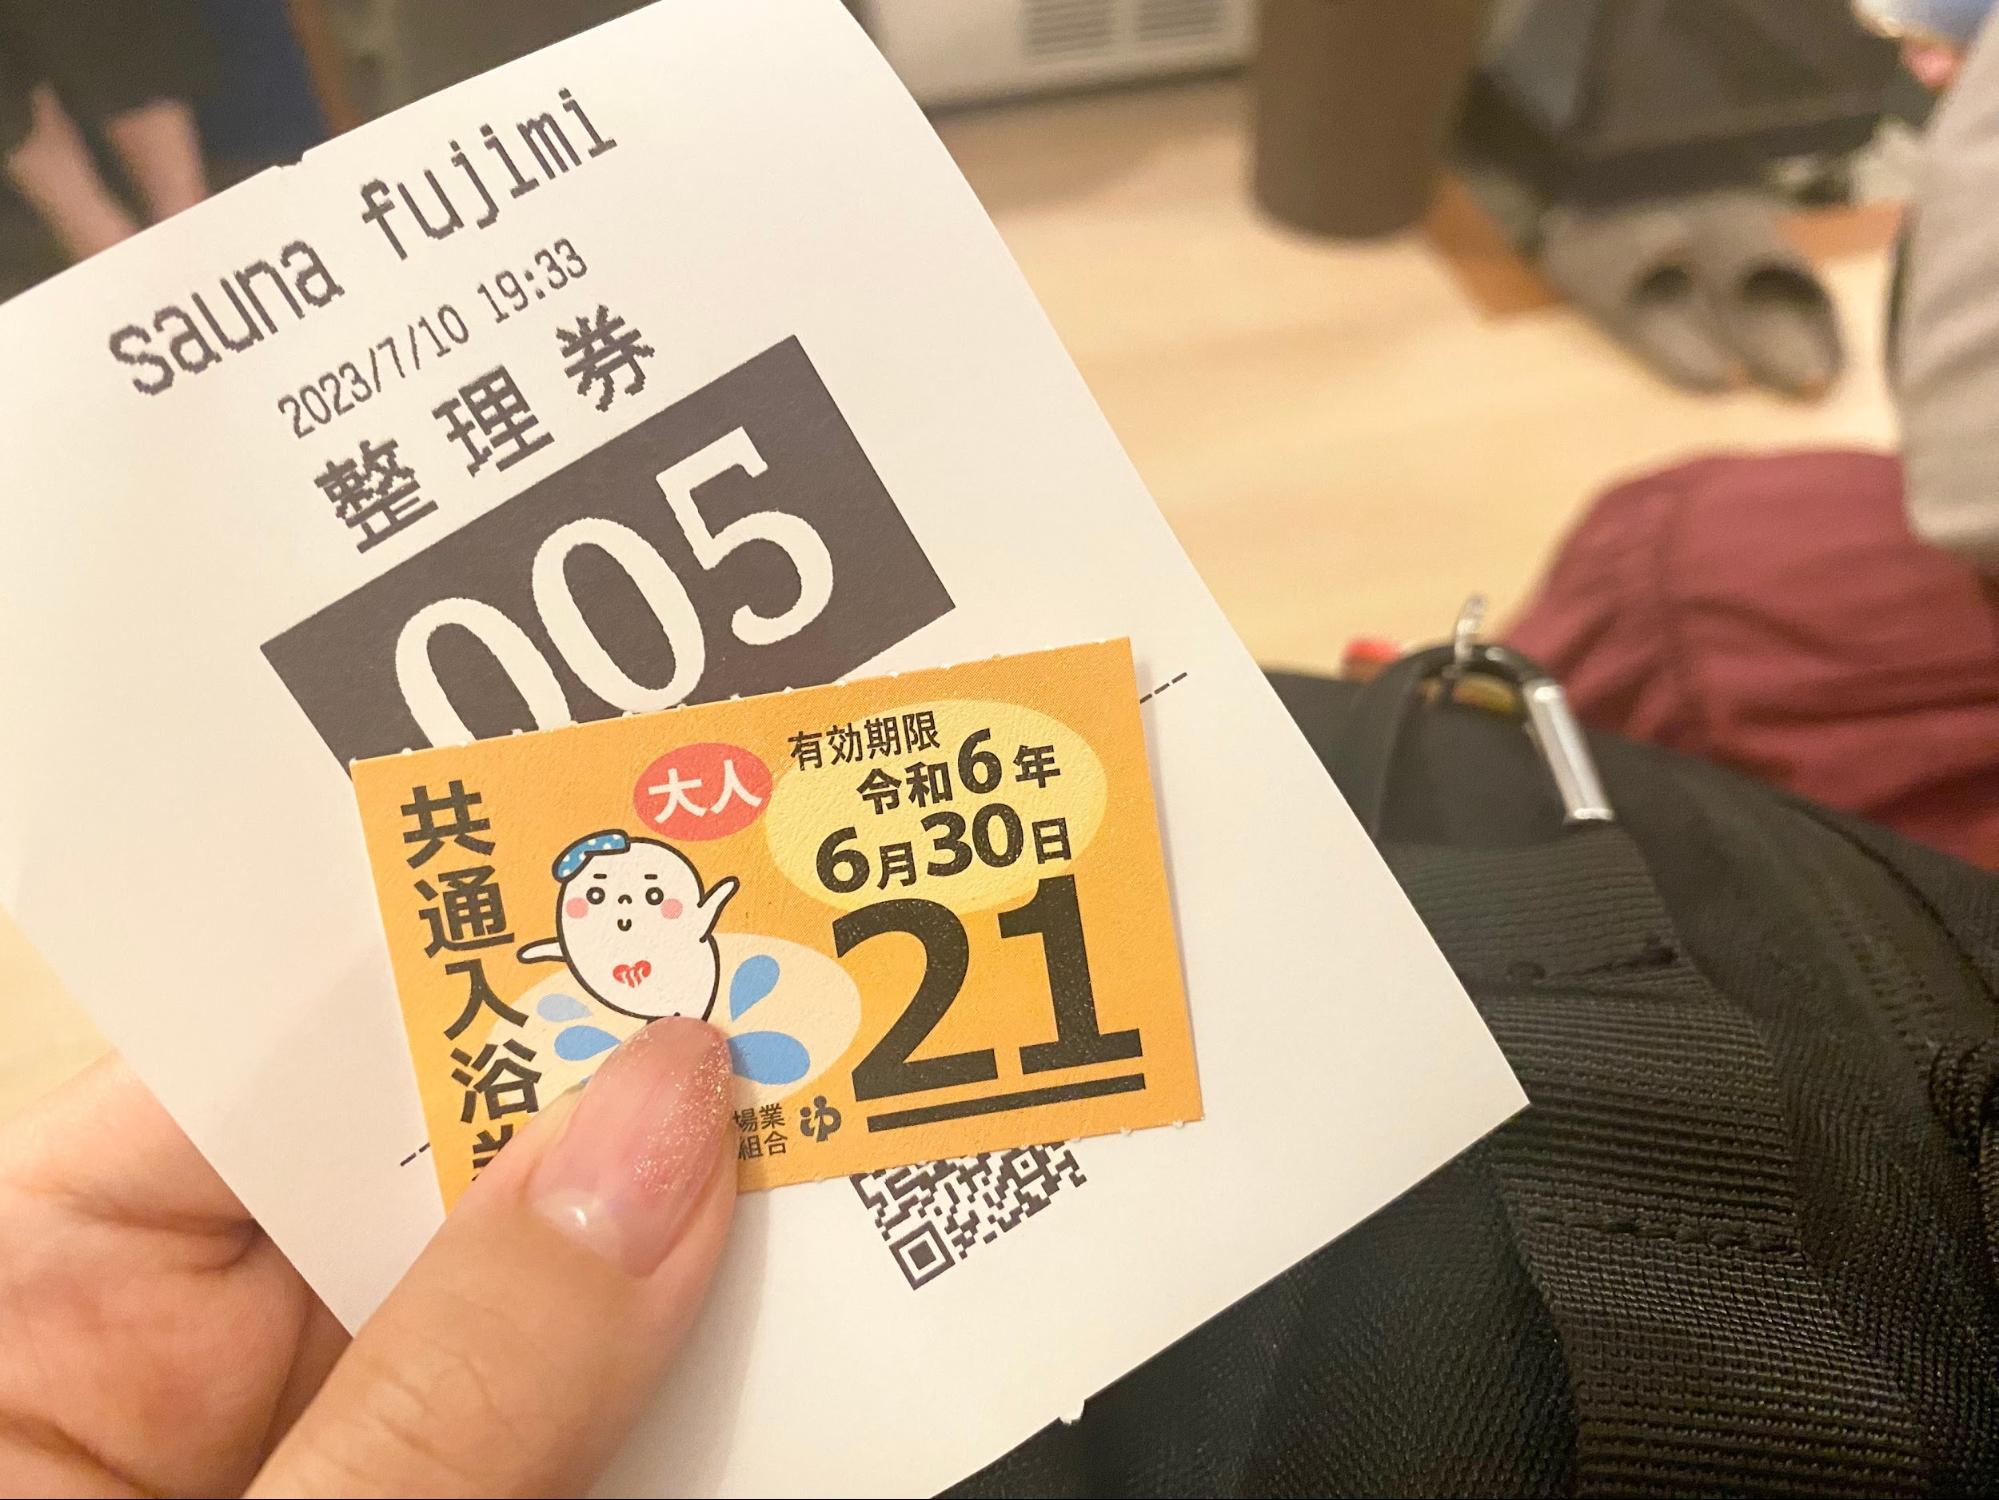 sauna fujimi
2023/7/10 19:33
整理券
005
共通入浴券
大人
有効期限
令和6年
6月30日
21
場業
組合
ゆ